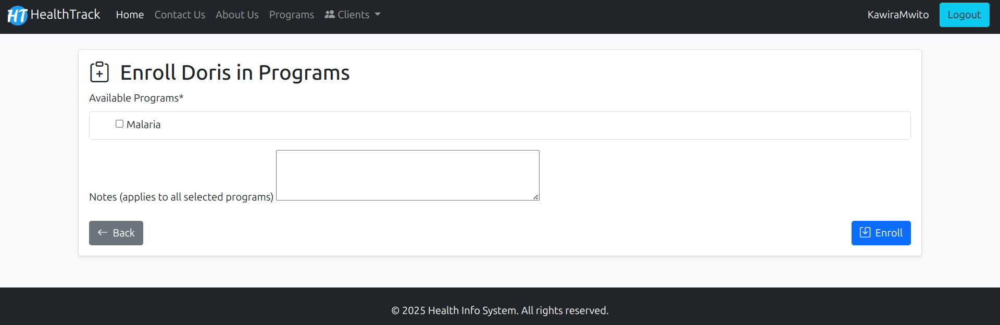 HT HealthTrack Home Contact Us About Us Programs Clients KawiraMwito Logout
Enroll Doris in Programs
Available Programs*
Malaria
Notes (applies to all selected programs)
Back Enroll
© 2025 Health Info System. All rights reserved.